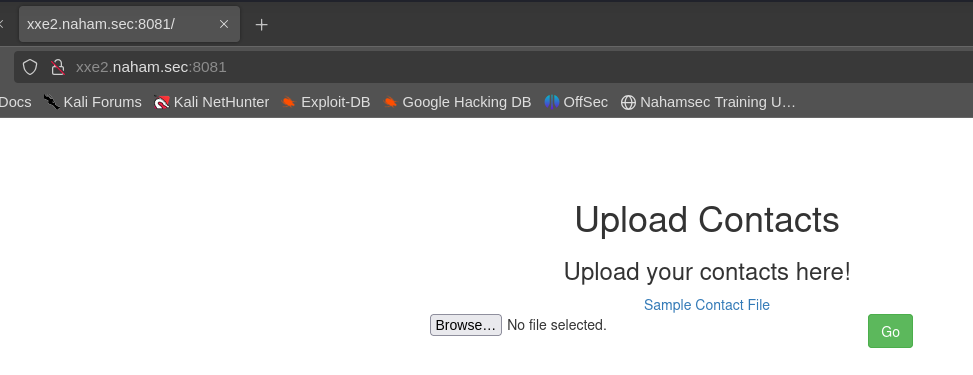 xxe2.naham.sec:8081/
xxe2.naham.sec:8081
Docs Kali Forums Kali NetHunter Exploit-DB Google Hacking DB OffSec Nahamsec Training U…
Upload Contacts
Upload your contacts here!
Sample Contact File
Browse… No file selected.
Go